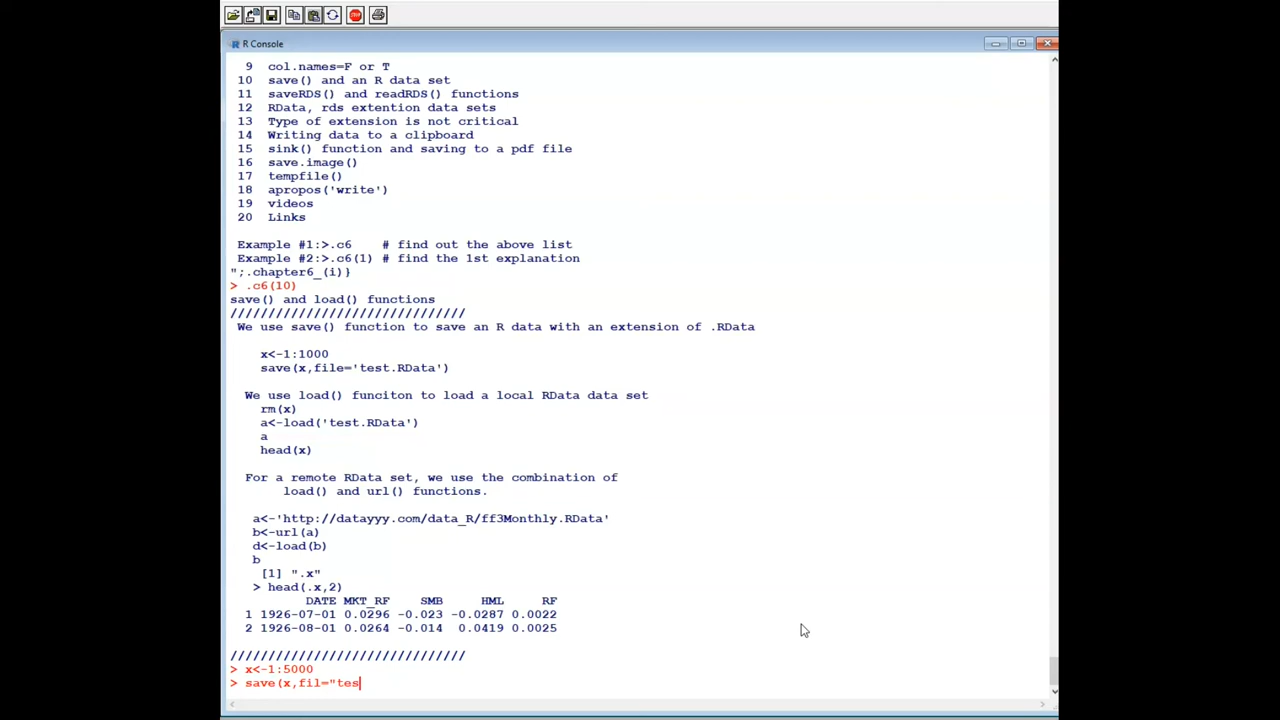 STOP
R Console
9 col.names=F or T
10 save() and an R data set
11 saveRDS() and readRDS() functions
12 RData, rds extention data sets
13 Type of extension is not critical
14 Writing data to a clipboard
15 sink() function and saving to a pdf file
16 save.image()
17 tempfile()
18 apropos('write')
19 videos
20 Links
Example #1:>.c6 # find out the above list
Example #2:>.c6(1) # find the 1st explanation
";.chapter6_(i)}
> .c6(10)
save() and load() functions
///////////////////////////////
We use save() function to save an R data with an extension of .RData
x<-1:1000
save(x,file='test.RData')
We use load() funciton to load a local RData data set
rm(x)
a<-load('test.RData')
a
head(x)
For a remote RData set, we use the combination of
load() and url() functions.
a<-'http://datayyy.com/data_R/ff3Monthly.RData'
b<-url(a)
d<-load(b)
b
[1] ".x"
> head(.x,2)
DATE MKT_RF SMB HML RF
1 1926-07-01 0.0296 -0.023 -0.0287 0.0022
2 1926-08-01 0.0264 -0.014 0.0419 0.0025
///////////////////////////////
> x<-1:5000
> save(x,fil="tes